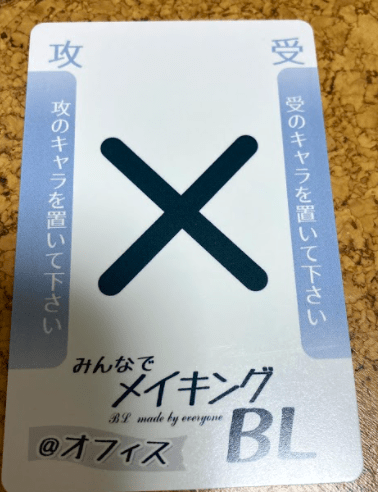 攻
受
攻のキャラを置いて下さい
受のキャラを置いて下さい
みんなで
メイキング
BL made by everyone
BL
@オフィス